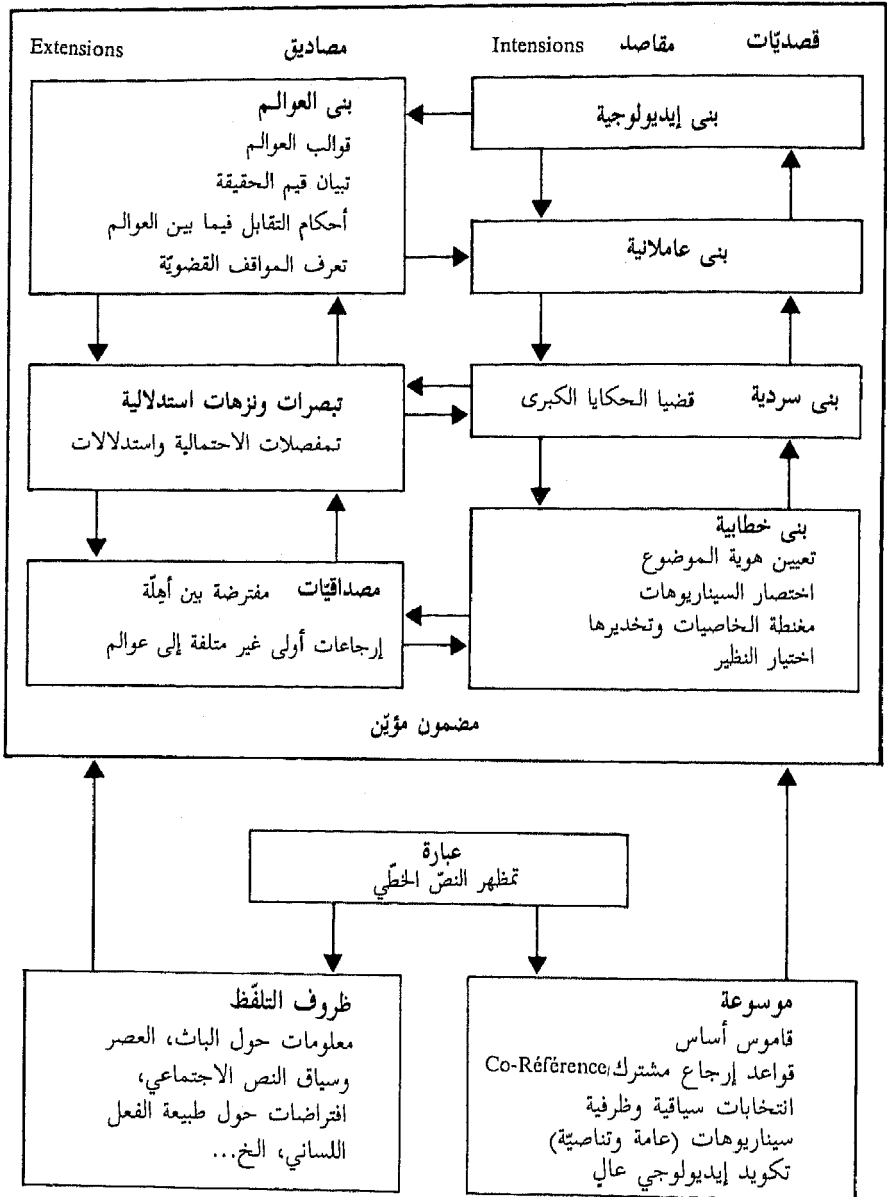 قصديّات مقاصد Intensions
مصاديق Extensions
بنى إيديولوجية
بنى العوالم
قوالب العوالم
تبيان قيم الحقيقة
أحكام التقابل فيما بين العوالم
تعرف المواقف القضويّة
بنى عاملانية
بنى سردية قضيا الحكايا الكبرى
تبصرات ونزهات استدلالية
تمفصلات الاحتمالية واستدلالات
بنى خطابية
تعيين هوية الموضوع
اختصار السيناريوهات
مغنطة الخاصيات وتخديرها
اختيار النظير
مصداقيّات مفترضة بين أهِلّة
إرجاعات أولى غير متلفة إلى عوالم
مضمون مؤيّن
عبارة
تمظهر النصّ الخطّي
موسوعة
قاموس أساس
قواعد إرجاع مشترك/Co-Référence
انتخابات سياقية وظرفية
سيناريوهات (عامة وتناصيّة)
تكويد إيديولوجي عالٍ
ظروف التلفّظ
معلومات حول الباث، العصر
وسياق النص الاجتماعي،
افتراضات حول طبيعة الفعل
اللساني، الخ...